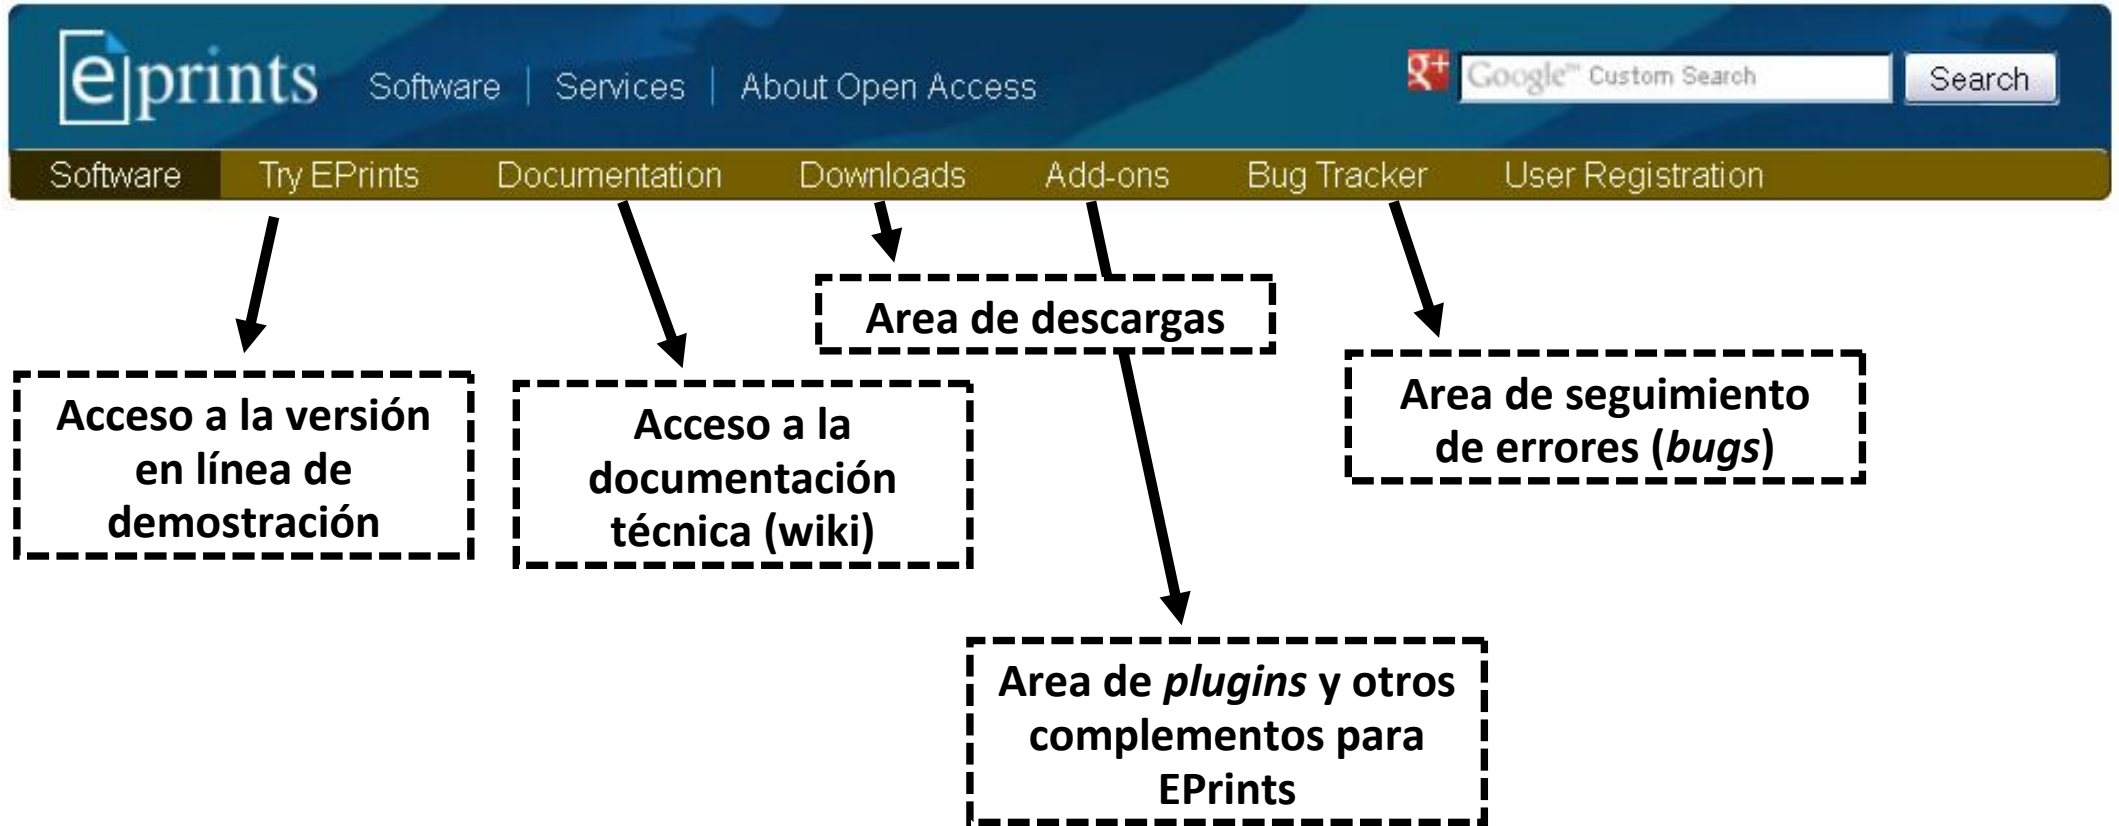 eprints
Software | Services | About Open Access
g+
Google™ Custom Search
Search
Software Try EPrints Documentation Downloads Add-ons Bug Tracker User Registration
Area de descargas
Acceso a la versión
en línea de
demostración
Acceso a la
documentación
técnica (wiki)
Area de seguimiento
de errores (bugs)
Area de plugins y otros
complementos para
EPrints